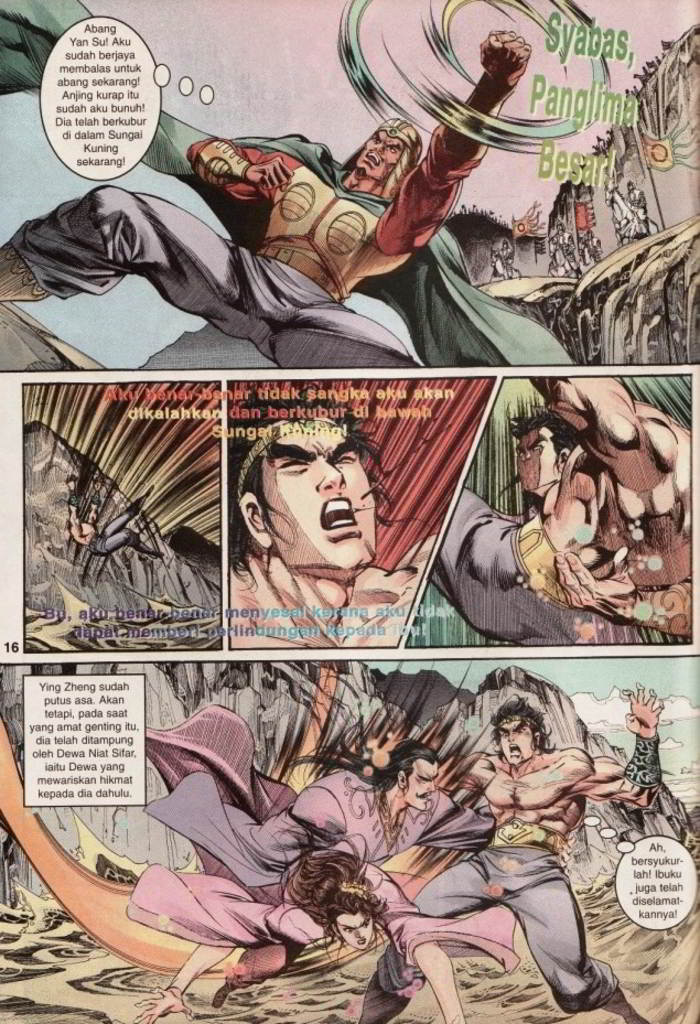 Abang
Yan Su! Aku
sudah berjaya
membalas untuk
abang sekarang!
Anjing kurap itu
sudah aku bunuh!
Dia telah berkubur
di dalam Sungai
Kuning
sekarang!
Syabas,
Panglima
Besar!
Aku benar-benar tidak sangka aku akan
dikalahkan dan berkubur di bawah
Sungai Kuning!
Bu, aku benar-benar menyesal kerana aku tidak
dapat memberi perlindungan kepada ibu!
16
Ying Zheng sudah
putus asa. Akan
tetapi, pada saat
yang amat genting itu,
dia telah ditampung
oleh Dewa Niat Sifar,
iaitu Dewa yang
mewariskan hikmat
kepada dia dahulu.
Ah,
bersyukur-
lah! Ibuku
juga telah
diselamat-
kannya!